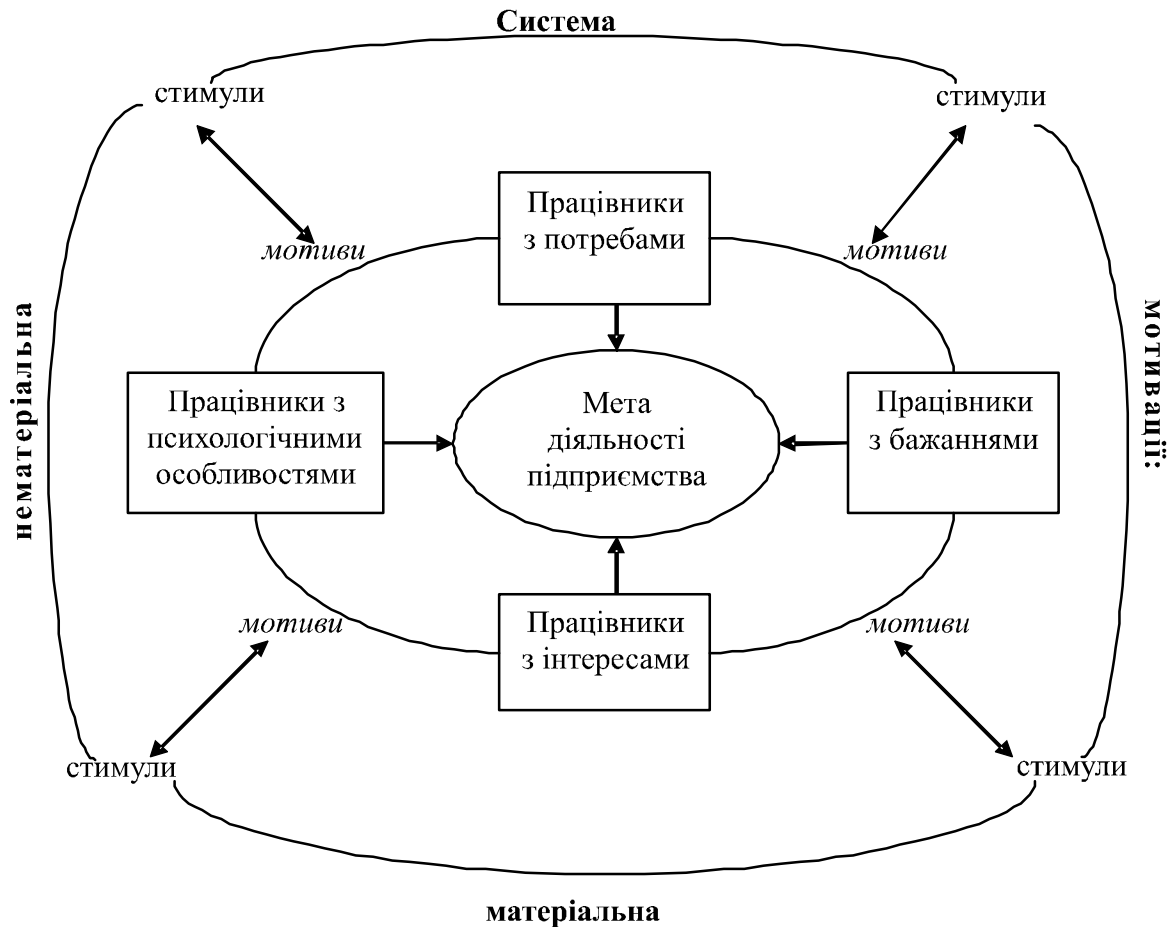 Система
стимули
стимули
Працівники
з потребами
мотиви
мотиви
нематеріальна
мотивації:
Працівники з
психологічними
особливостями
Мета
діяльності
підприємства
Працівники
з бажаннями
мотиви
Працівники
з інтересами
мотиви
стимули
стимули
матеріальна